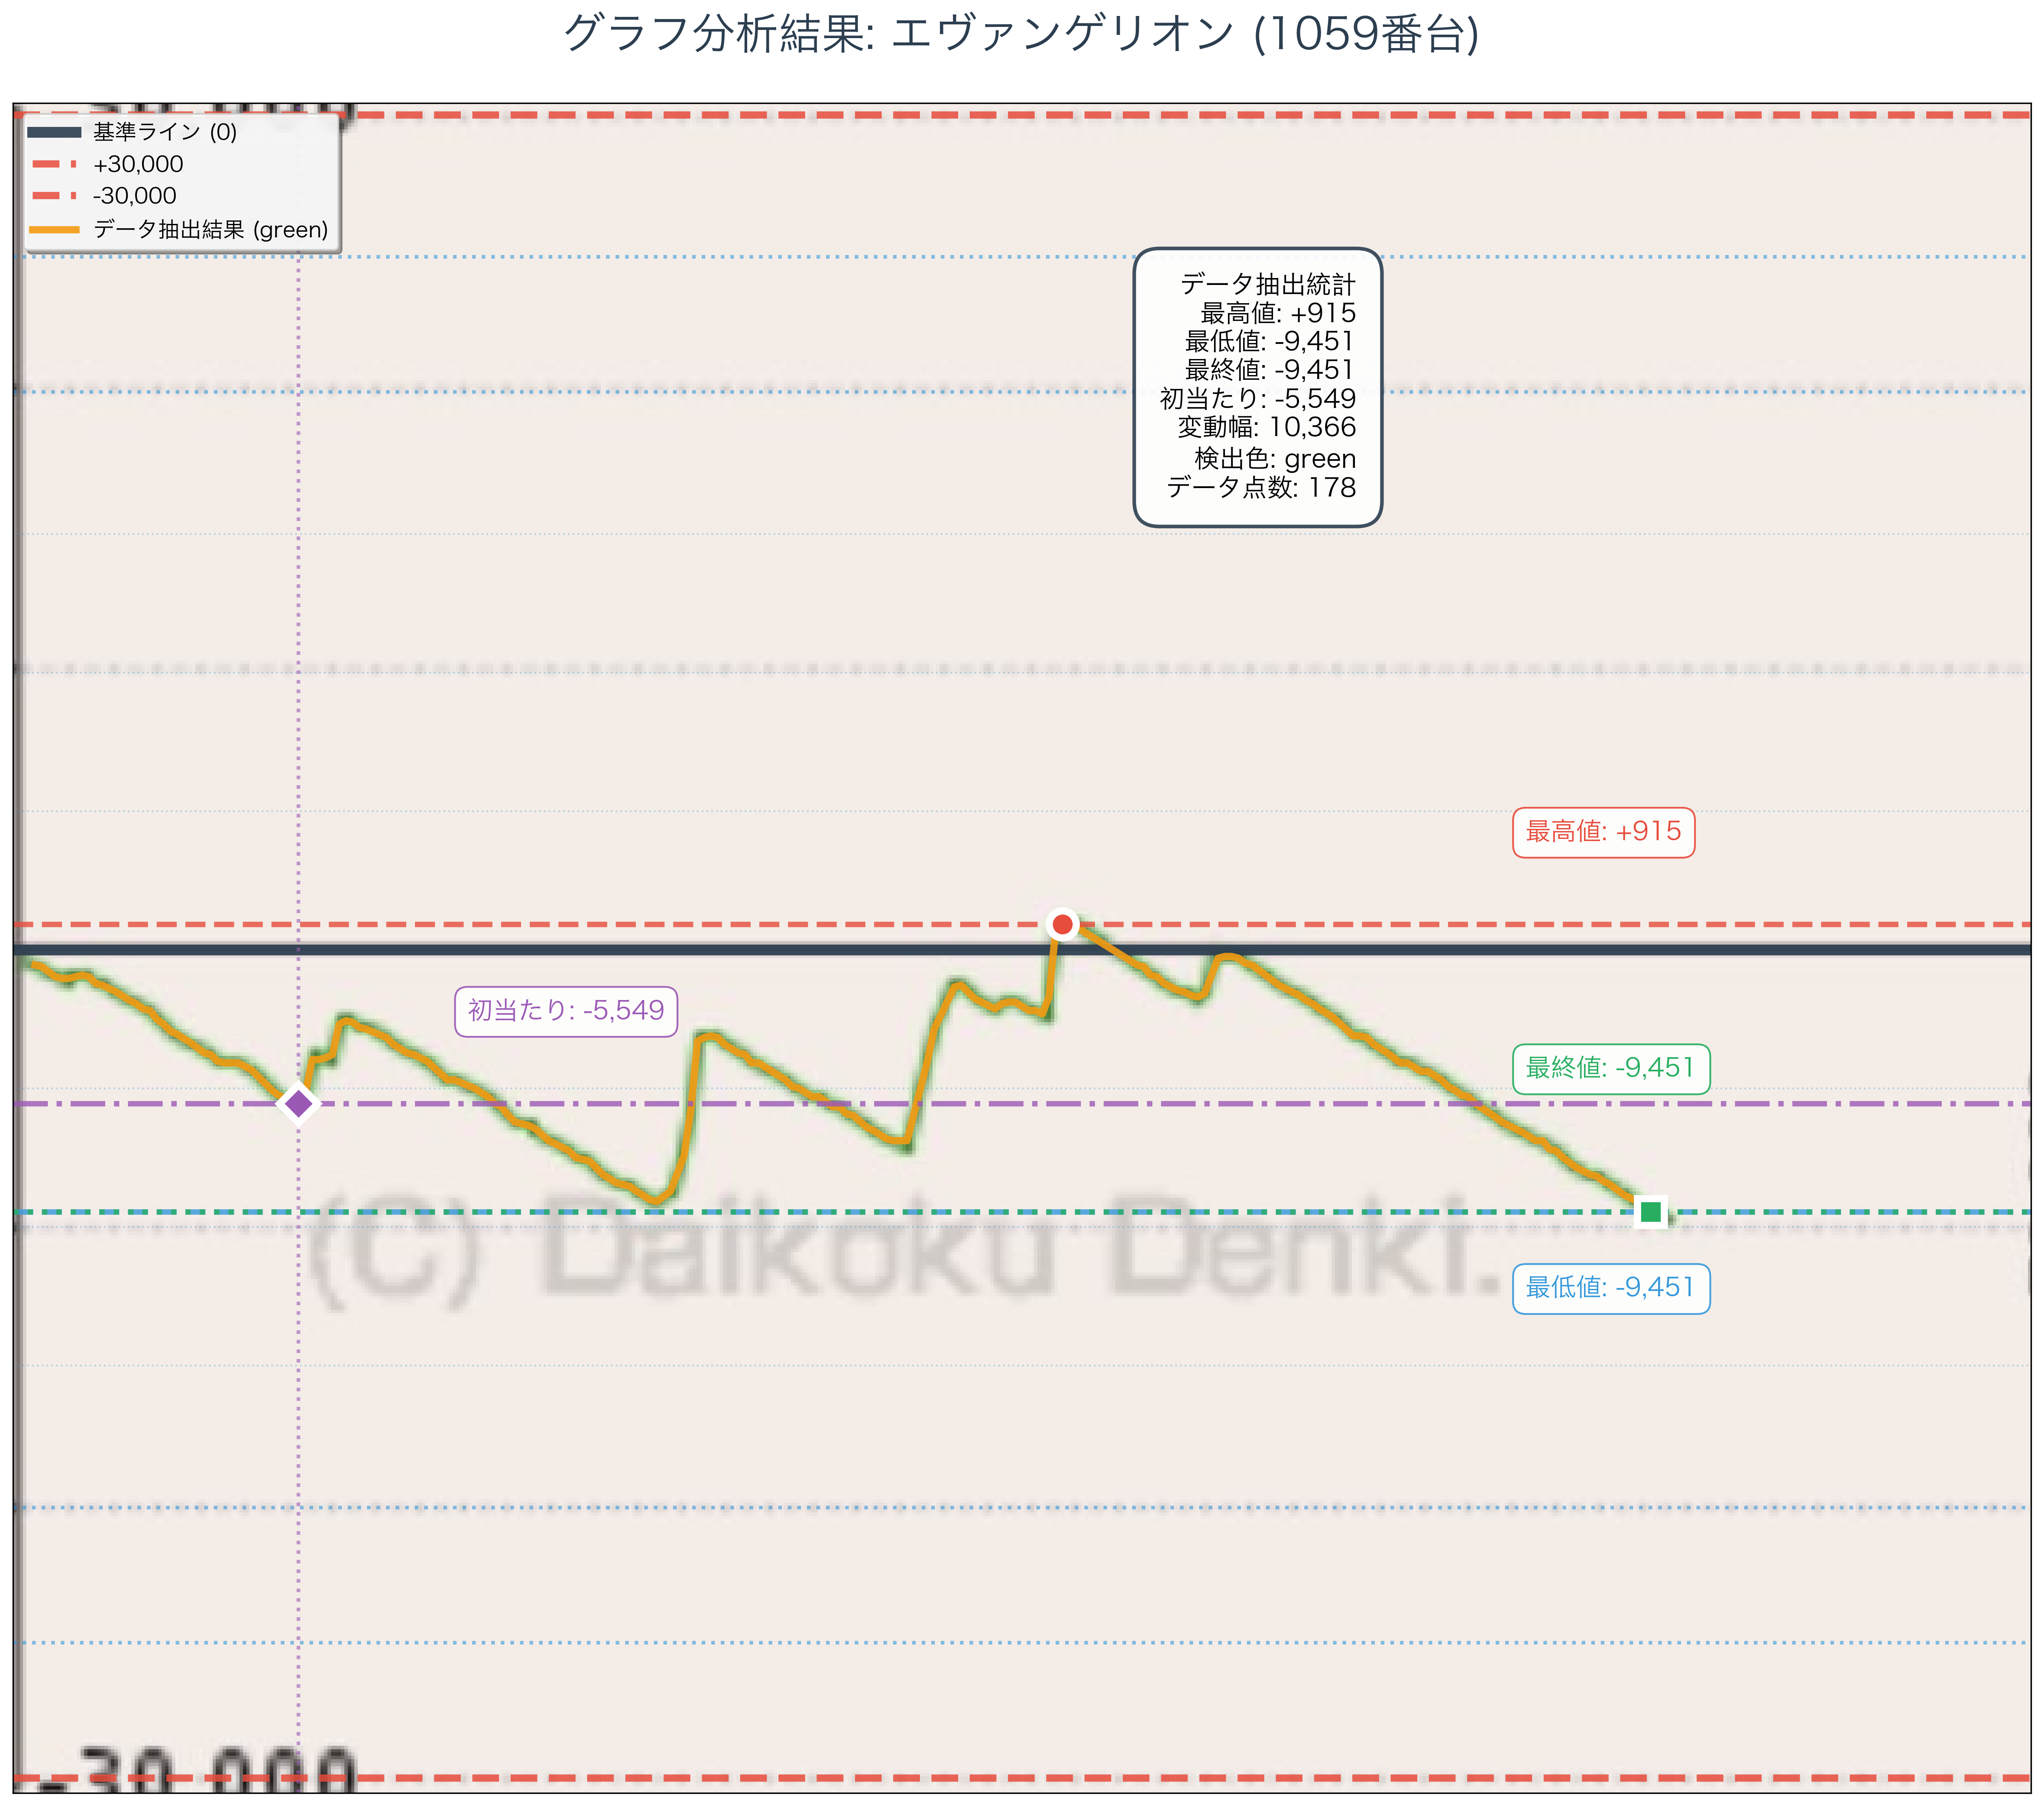 グラフ分析結果: エヴァンゲリオン (1059番台)
基準ライン (0)
+30,000
-30,000
データ抽出結果 (green)
データ抽出統計
最高値: +915
最低値: -9,451
最終値: -9,451
初当たり: -5,549
変動幅: 10,366
検出色: green
データ点数: 178
最高値: +915
初当たり: -5,549
最終値: -9,451
(C) Daikoku Denki.
最低値: -9,451
-30,000